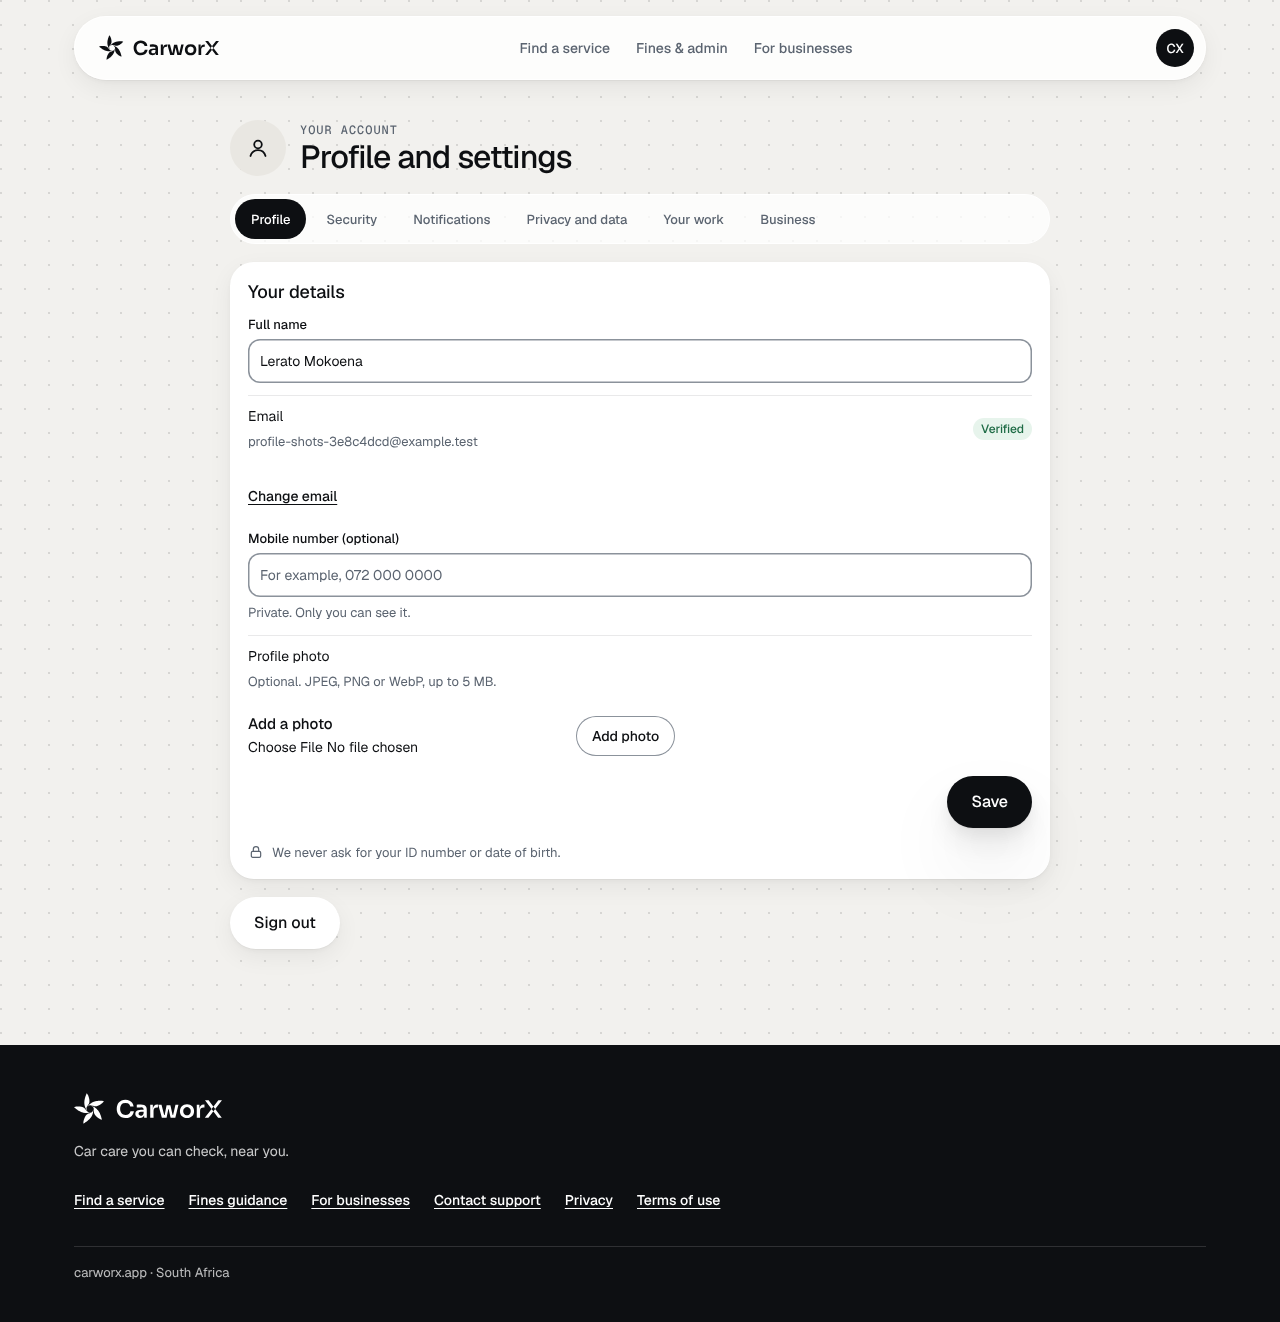 CarworX
Find a service
Fines & admin
For businesses
CX
YOUR ACCOUNT
Profile and settings
Profile
Security
Notifications
Privacy and data
Your work
Business
Your details
Full name
Lerato Mokoena
Email
profile-shots-3e8c4dcd@example.test
Verified
Change email
Mobile number (optional)
For example, 072 000 0000
Private. Only you can see it.
Profile photo
Optional. JPEG, PNG or WebP, up to 5 MB.
Add a photo
Choose File No file chosen
Add photo
Save
We never ask for your ID number or date of birth.
Sign out
CarworX
Car care you can check, near you.
Find a service
Fines guidance
For businesses
Contact support
Privacy
Terms of use
carworx.app · South Africa